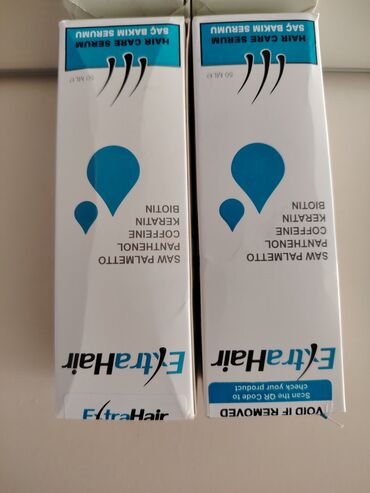 ExtraHair
ExtraHair
SAW PALMETTO
PANTHENOL
COFFEINE
KERATIN
BIOTIN
50 ML ℮
HAIR CARE SERUM
SAÇ BAKIM SERUMU
VOID IF REMOVED
Scan the QR Code to
check your product
ExtraHair
SAW PALMETTO
PANTHENOL
COFFEINE
KERATIN
BIOTIN
50 ML ℮
HAIR CARE SERUM
SAÇ BAKIM SERUMU